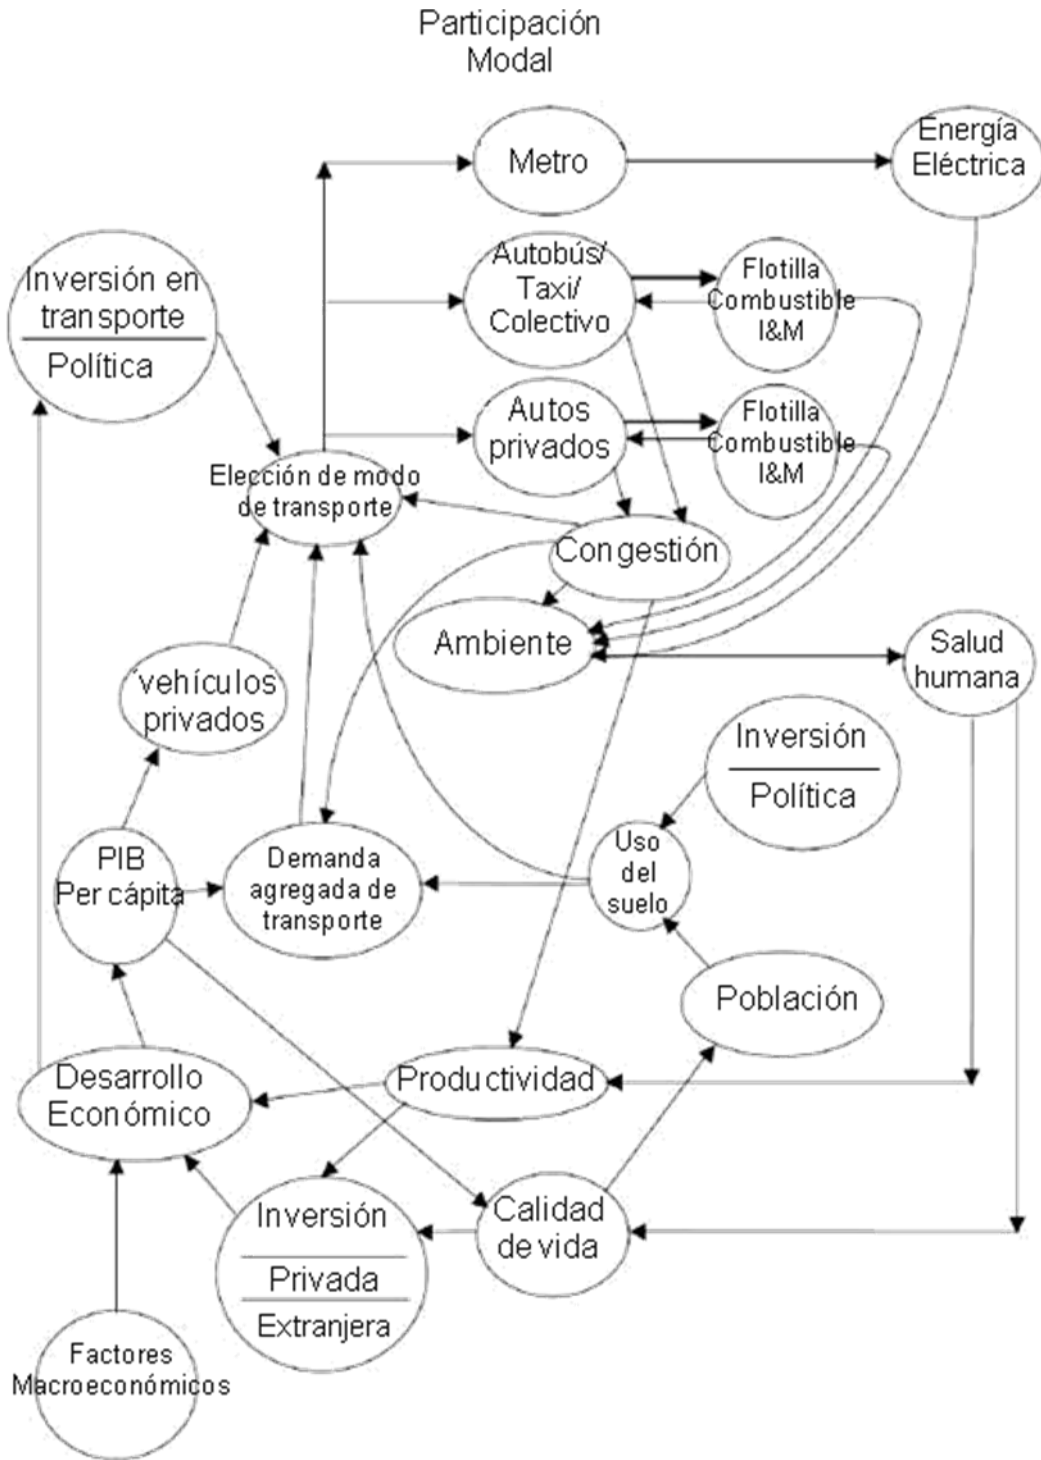 Participación
Modal
Metro
Energía
Eléctrica
Autobús/
Taxi/
Colectivo
Flotilla
Combustible
I&M
Inversión en
transporte
Política
Autos
privados
Flotilla
Combustible
I&M
Elección de modo
de transporte
Congestión
Ambiente
Salud
humana
vehículos
privados
Inversión
Política
PIB
Per cápita
Demanda
agregada de
transporte
Uso
del
suelo
Población
Desarrollo
Económico
Productividad
Inversión
Privada
Extranjera
Calidad
de vida
Factores
Macroeconómicos